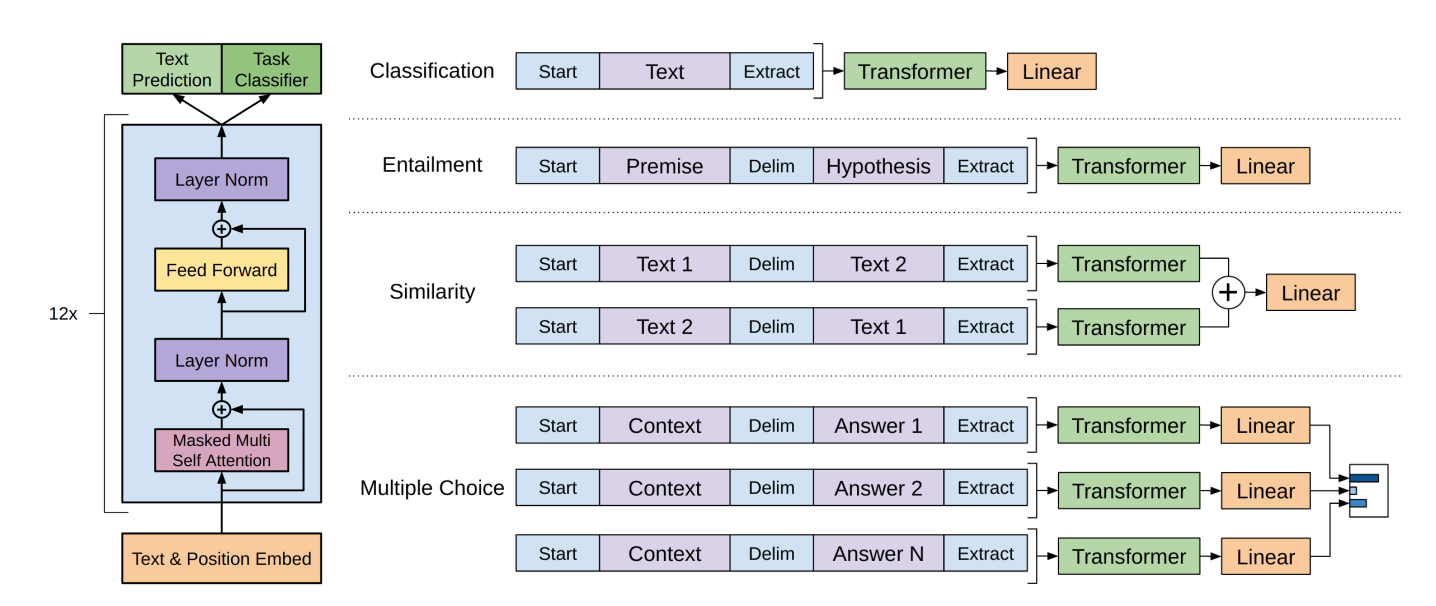 Text
Prediction
Task
Classifier
12x
Layer Norm
+
Feed Forward
Layer Norm
+
Masked Multi
Self Attention
Text & Position Embed
Classification
Start Text Extract Transformer Linear
Entailment
Start Premise Delim Hypothesis Extract Transformer Linear
Similarity
Start Text 1 Delim Text 2 Extract Transformer
+ Linear
Start Text 2 Delim Text 1 Extract Transformer
Multiple Choice
Start Context Delim Answer 1 Extract Transformer Linear
Start Context Delim Answer 2 Extract Transformer Linear
Start Context Delim Answer N Extract Transformer Linear